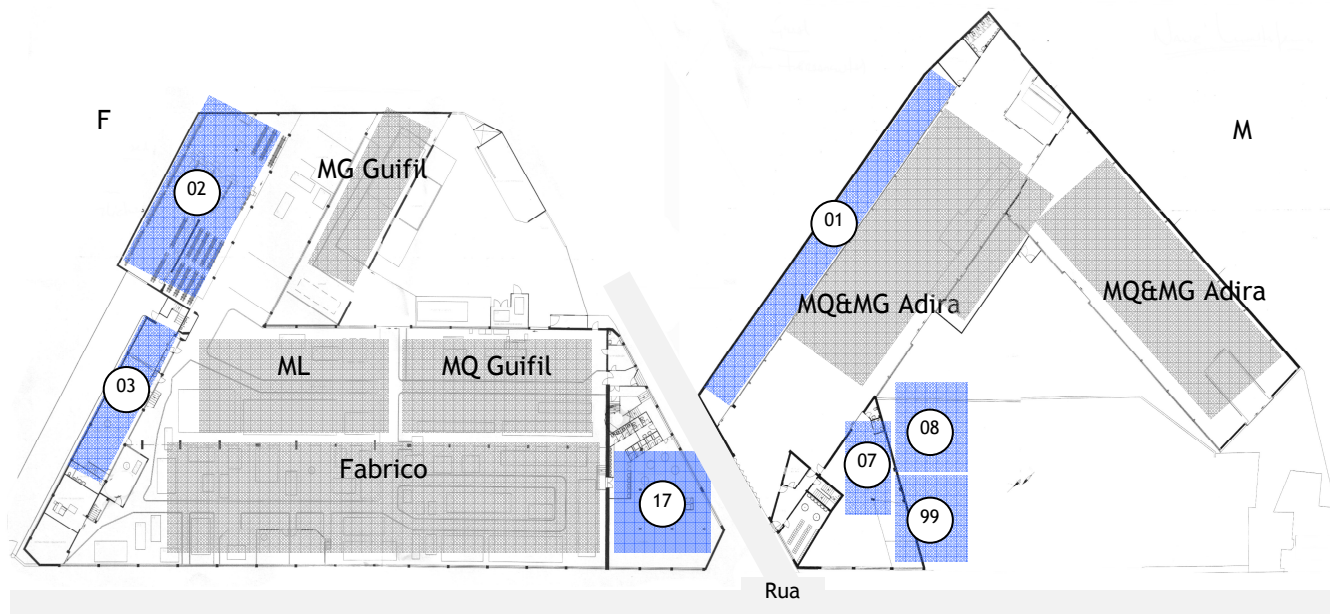 F
M
02
MG Guifil
01
MQ&MG Adira
MQ&MG Adira
03
ML
MQ Guifil
08
07
Fabrico
17
99
Rua